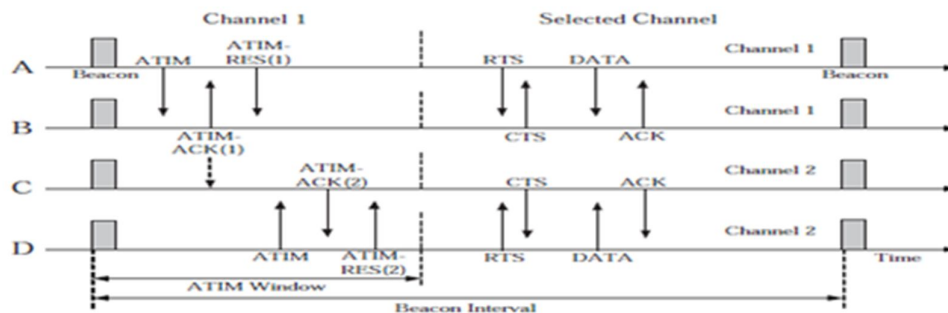 Channel 1
Selected Channel
ATIM-
RES(1)
ATIM
RTS
DATA
Channel 1
A
Beacon
Beacon
Channel 1
B
ATIM-
ACK(1)
CTS
ACK
ATIM-
ACK(2)
CTS
ACK
Channel 2
C
Channel 2
D
ATIM
ATIM-
RES(2)
RTS
DATA
Time
ATIM Window
Beacon Interval